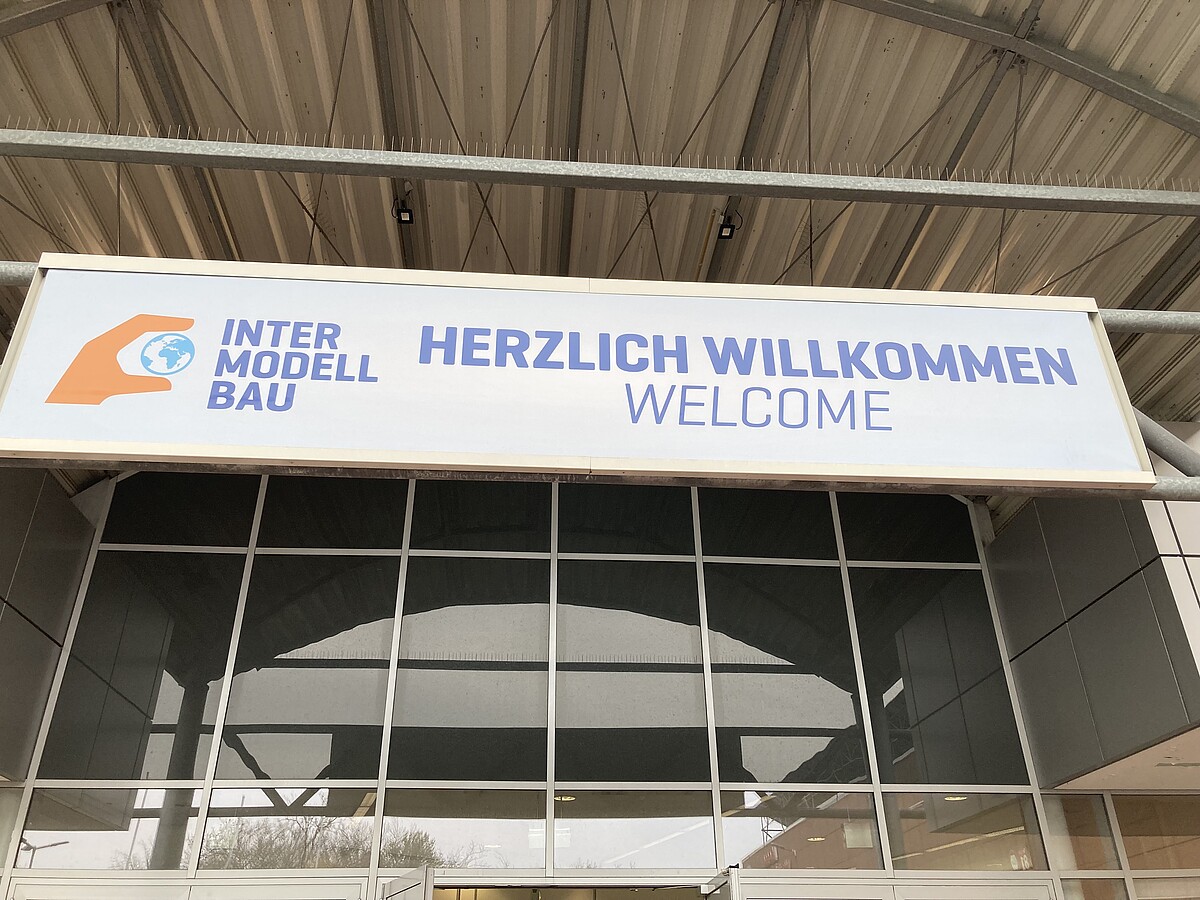 INTER
MODELL
BAU
HERZLICH WILLKOMMEN
WELCOME